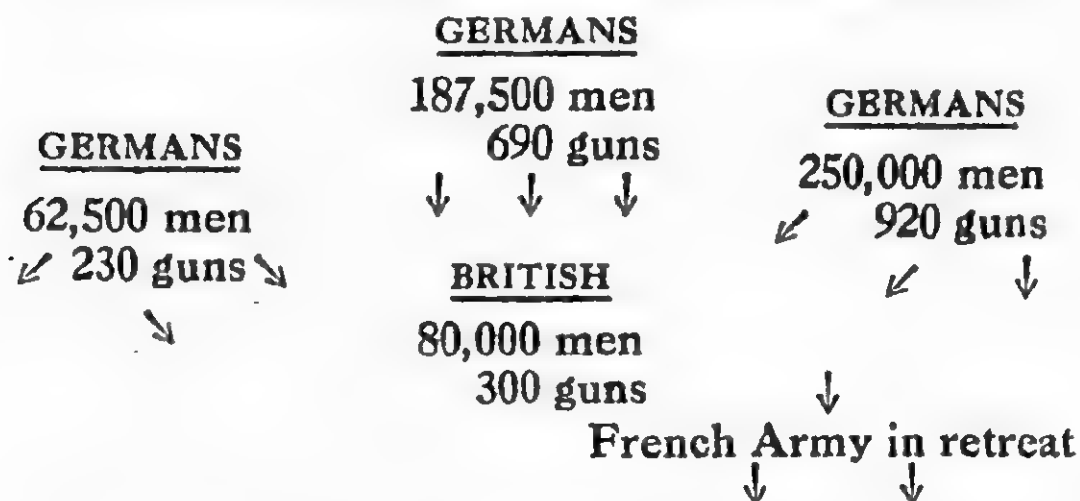 GERMANS
62,500 men
230 guns
GERMANS
187,500 men
690 guns
BRITISH
80,000 men
300 guns
GERMANS
250,000 men
920 guns
French Army in retreat